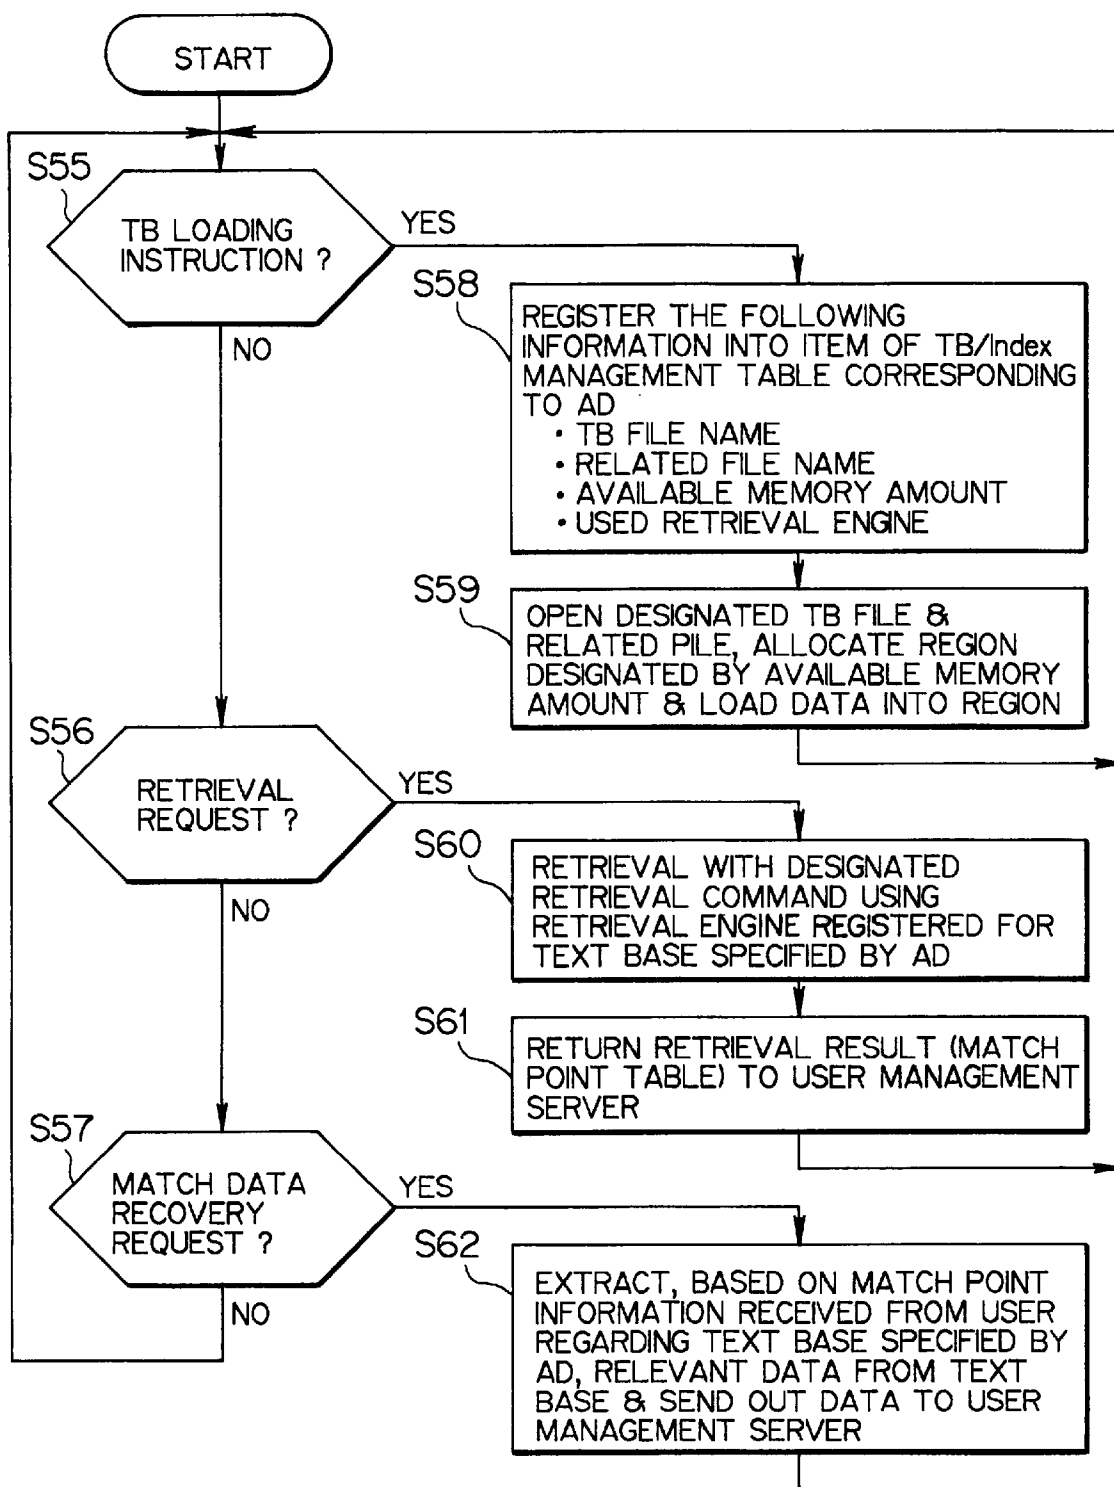 START
S55
TB LOADING
INSTRUCTION ?
YES
NO
S58
REGISTER THE FOLLOWING
INFORMATION INTO ITEM OF TB/Index
MANAGEMENT TABLE CORRESPONDING
TO AD
• TB FILE NAME
• RELATED FILE NAME
• AVAILABLE MEMORY AMOUNT
• USED RETRIEVAL ENGINE
S59
OPEN DESIGNATED TB FILE &
RELATED PILE, ALLOCATE REGION
DESIGNATED BY AVAILABLE MEMORY
AMOUNT & LOAD DATA INTO REGION
S56
RETRIEVAL
REQUEST ?
YES
NO
S60
RETRIEVAL WITH DESIGNATED
RETRIEVAL COMMAND USING
RETRIEVAL ENGINE REGISTERED FOR
TEXT BASE SPECIFIED BY AD
S61
RETURN RETRIEVAL RESULT (MATCH
POINT TABLE) TO USER MANAGEMENT
SERVER
S57
MATCH DATA
RECOVERY
REQUEST ?
YES
NO
S62
EXTRACT, BASED ON MATCH POINT
INFORMATION RECEIVED FROM USER
REGARDING TEXT BASE SPECIFIED BY
AD, RELEVANT DATA FROM TEXT
BASE & SEND OUT DATA TO USER
MANAGEMENT SERVER